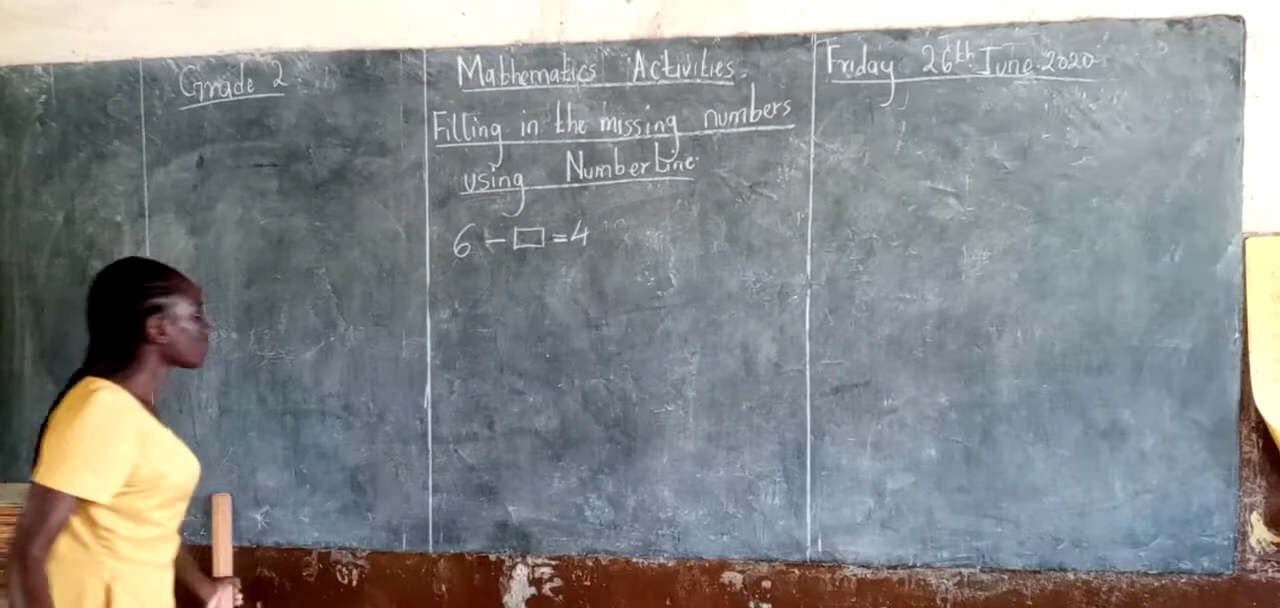 Grade 2
Mathematics Activities.
Filling in the missing numbers
using Number Line.
6 - □ = 4
Friday 26th June 2020